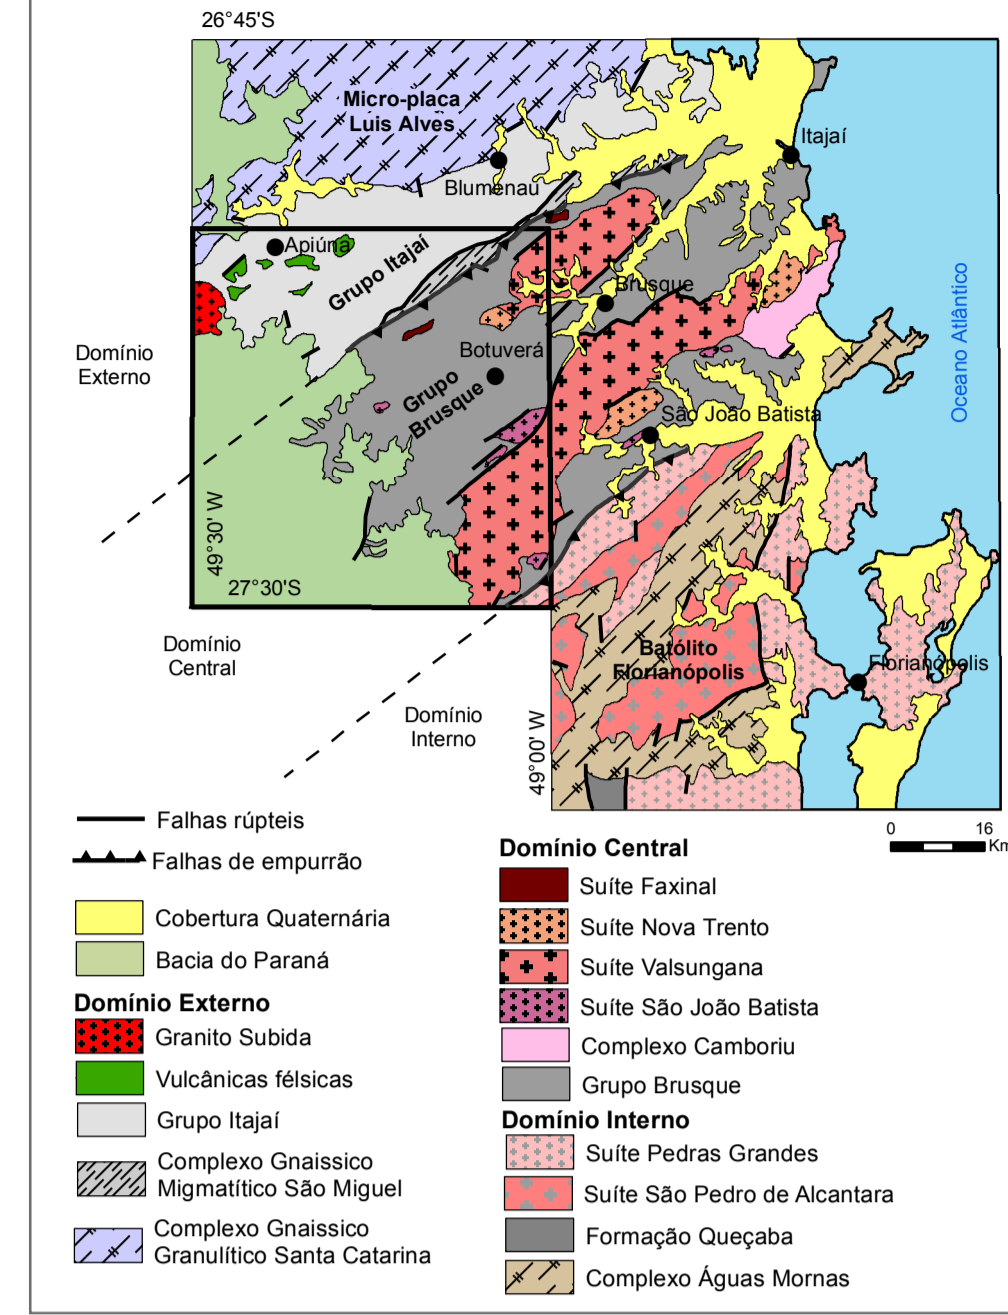 26°45'S
Micro-placa
Luis Alves
Itajaí
Blumenau
Apiúna
Grupo Itajaí
Brusque
Oceano Atlântico
Domínio
Externo
Botuverá
Grupo
Brusque
São João Batista
49°30' W
27°30'S
Domínio
Central
Batólito
Florianópolis
Florianópolis
Domínio
Interno
49°00' W
0 16
Km
Falhas rúpteis
Falhas de empurrão
Cobertura Quaternária
Bacia do Paraná
Domínio Externo
Granito Subida
Vulcânicas félsicas
Grupo Itajaí
Complexo Gnaissico
Migmatítico São Miguel
Complexo Gnaissico
Granulítico Santa Catarina
Domínio Central
Suíte Faxinal
Suíte Nova Trento
Suíte Valsungana
Suíte São João Batista
Complexo Camboriu
Grupo Brusque
Domínio Interno
Suíte Pedras Grandes
Suíte São Pedro de Alcantara
Formação Queçaba
Complexo Águas Mornas